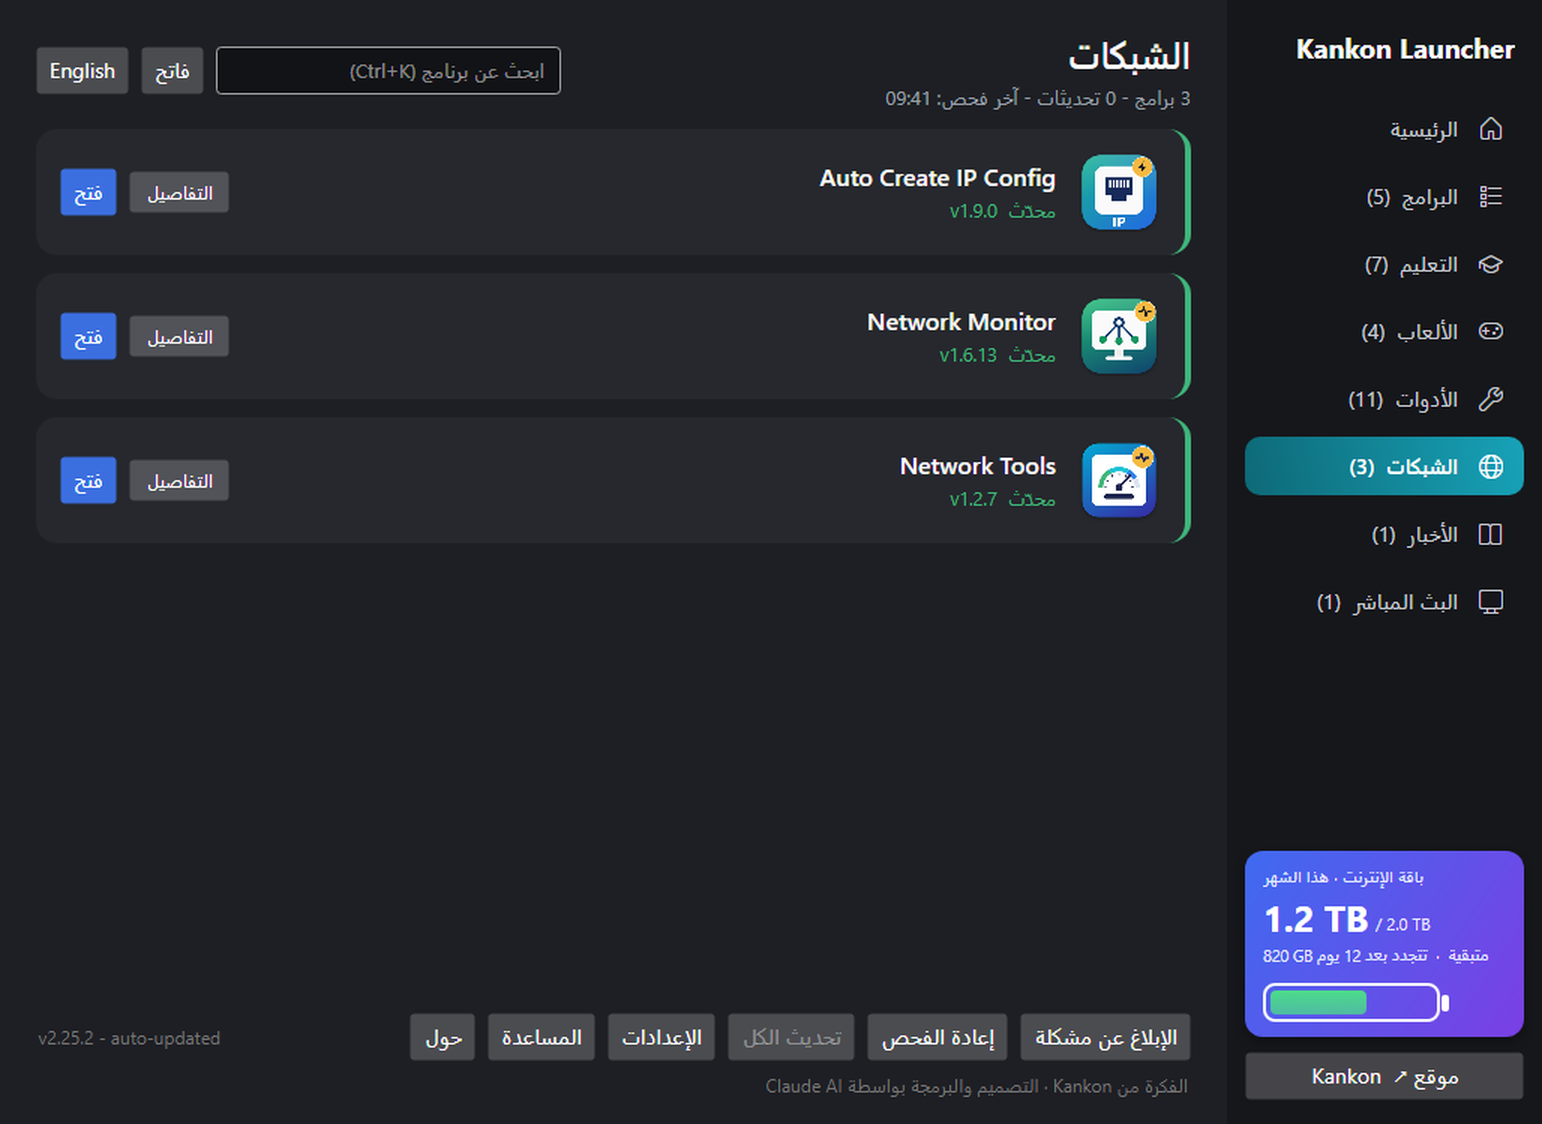 Kankon Launcher
الرئيسية
البرامج (5)
التعليم (7)
الألعاب (4)
الأدوات (11)
الشبكات (3)
الأخبار (1)
البث المباشر (1)
باقة الإنترنت · هذا الشهر
1.2 TB / 2.0 TB
820 GB متبقية · تتجدد بعد 12 يوم
موقع Kankon ↗
الشبكات
3 برامج - 0 تحديثات - آخر فحص: 09:41
ابحث عن برنامج (Ctrl+K)
فاتح
English
Auto Create IP Config
محدّث v1.9.0
IP
التفاصيل
فتح
Network Monitor
محدّث v1.6.13
التفاصيل
فتح
Network Tools
محدّث v1.2.7
التفاصيل
فتح
الإبلاغ عن مشكلة
إعادة الفحص
تحديث الكل
الإعدادات
المساعدة
حول
v2.25.2 - auto-updated
الفكرة من Kankon · التصميم والبرمجة بواسطة Claude AI